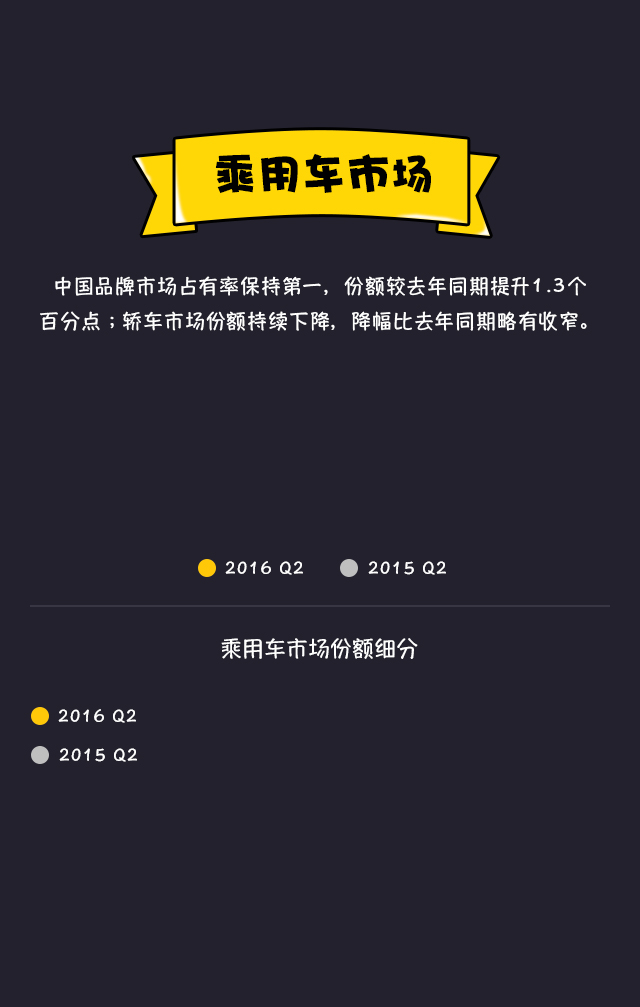 乘用车市场
中国品牌市场占有率保持第一，份额较去年同期提升1.3个
百分点；轿车市场份额持续下降，降幅比去年同期略有收窄。
2016 Q2 2015 Q2
乘用车市场份额细分
2016 Q2
2015 Q2